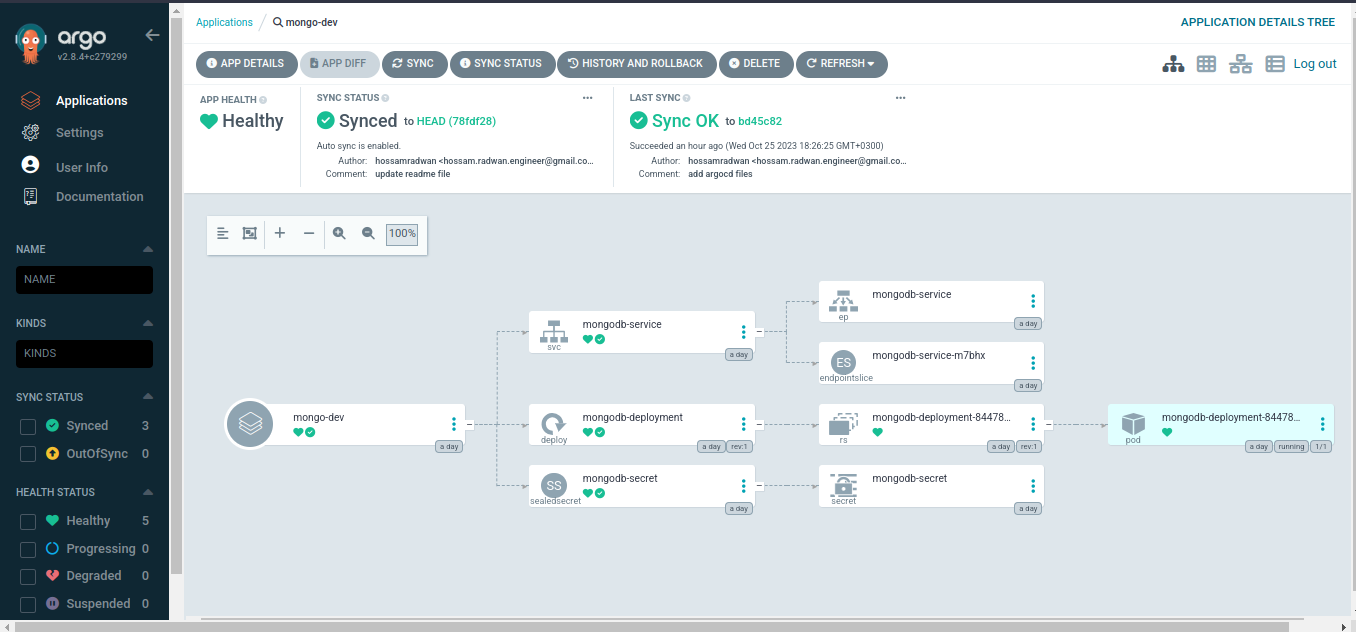 argo
v2.8.4+c279299
Applications
Settings
User Info
Documentation
NAME
NAME
KINDS
KINDS
SYNC STATUS
Synced 3
OutOfSync 0
HEALTH STATUS
Healthy 5
Progressing 0
Degraded 0
Suspended 0
Applications / mongo-dev
APPLICATION DETAILS TREE
APP DETAILS APP DIFF SYNC SYNC STATUS HISTORY AND ROLLBACK DELETE REFRESH
Log out
APP HEALTH
Healthy
SYNC STATUS
Synced to HEAD (78fdf28)
Auto sync is enabled.
Author: hossamradwan <hossam.radwan.engineer@gmail.co...
Comment: update readme file
LAST SYNC
Sync OK to bd45c82
Succeeded an hour ago (Wed Oct 25 2023 18:26:25 GMT+0300)
Author: hossamradwan <hossam.radwan.engineer@gmail.co...
Comment: add argocd files
100%
mongo-dev
a day
mongodb-service
svc
a day
mongodb-service
ep
a day
ES
mongodb-service-m7bhx
endpointslice
a day
mongodb-deployment
deploy
a day rev:1
mongodb-deployment-84478...
rs
a day rev:1
mongodb-deployment-84478...
pod
a day running 1/1
SS
mongodb-secret
sealedsecret
a day
mongodb-secret
secret
a day